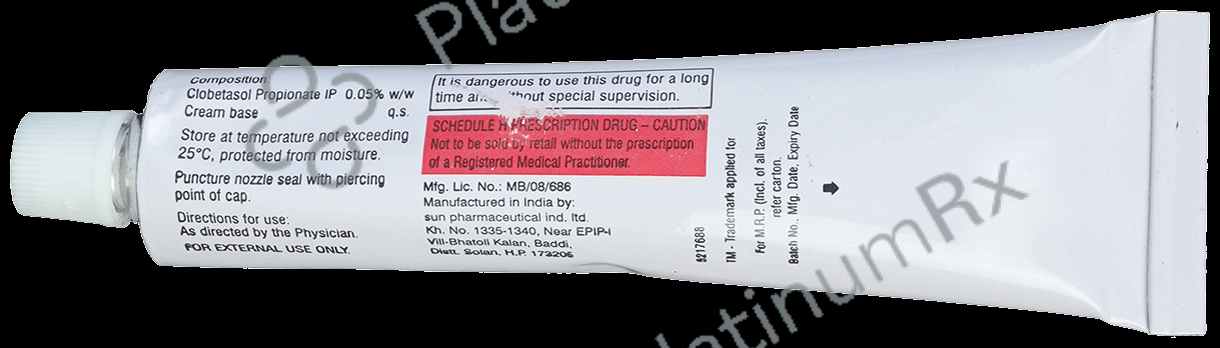 Composition
Clobetasol Propionate IP 0.05% w/w
Cream base q.s.
Store at temperature not exceeding
25°C, protected from moisture.
Puncture nozzle seal with piercing
point of cap.
Directions for use:
As directed by the Physician.
FOR EXTERNAL USE ONLY.
It is dangerous to use this drug for a long
time and without special supervision.
SCHEDULE H PRESCRIPTION DRUG – CAUTION
Not to be sold by retail without the prescription
of a Registered Medical Practitioner.
Mfg. Lic. No.: MB/08/686
Manufactured in India by:
sun pharmaceutical ind. ltd.
Kh. No. 1335-1340, Near EPIP-I
Vill-Bhatoli Kalan, Baddi,
Distt. Solan, H.P. 173205
5217688
TM - Trademark applied for
For M.R.P. (Incl. of all taxes).
refer carton.
Batch No., Mfg. Date, Expiry Date
Plati
PlatinumRx